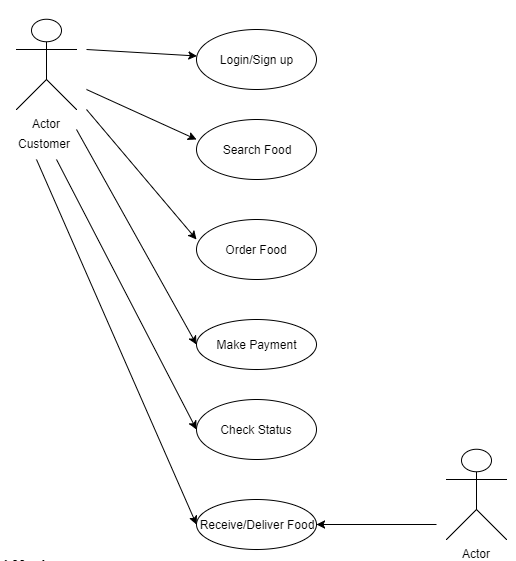 Login/Sign up
Actor
Customer
Search Food
Order Food
Make Payment
Check Status
Receive/Deliver Food
Actor